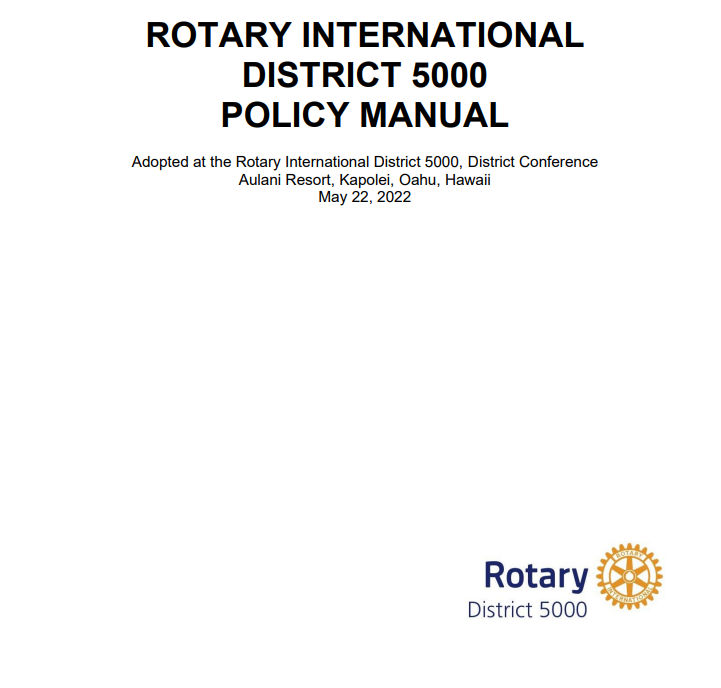 ROTARY INTERNATIONAL
DISTRICT 5000
POLICY MANUAL
Adopted at the Rotary International District 5000, District Conference
Aulani Resort, Kapolei, Oahu, Hawaii
May 22, 2022
Rotary
District 5000
ROTARY
INTERNATIONAL